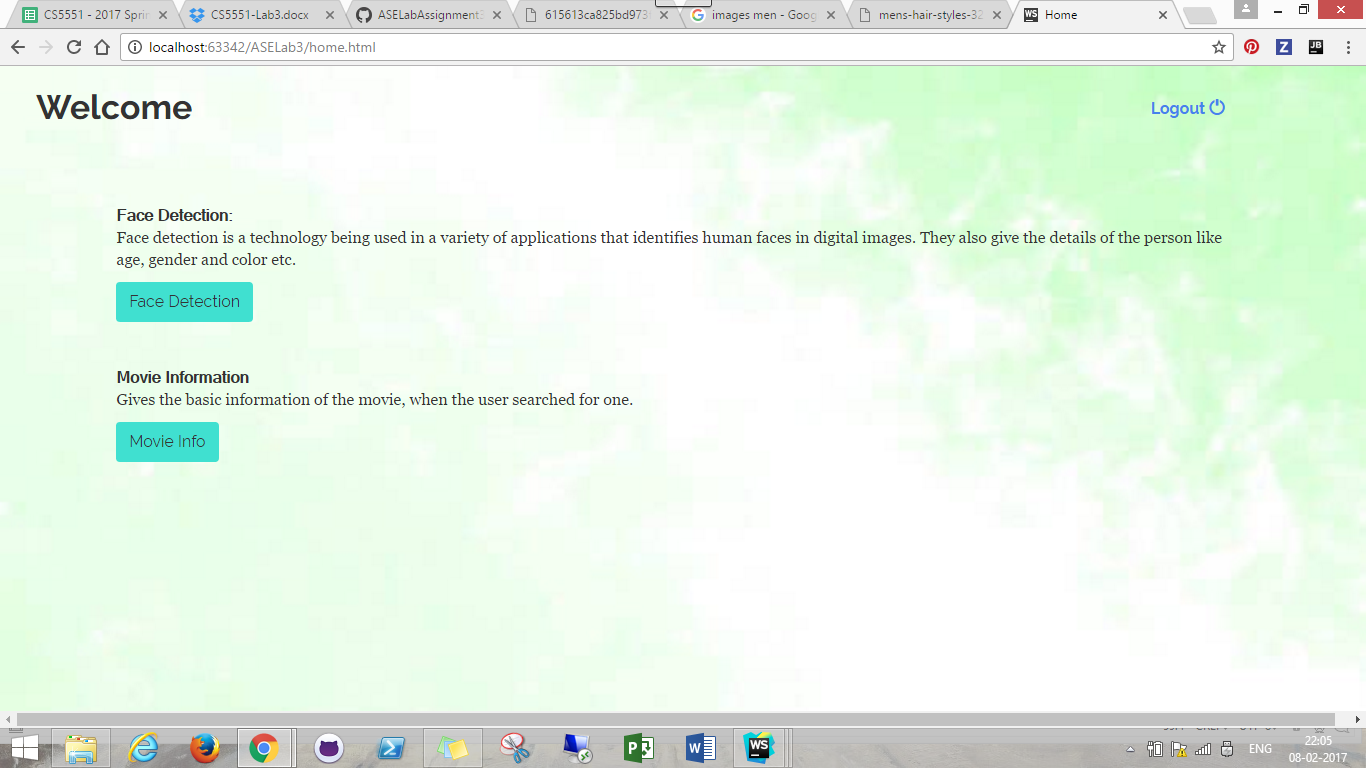 CS5551 - 2017 Sprin
CS5551-Lab3.docx
ASELabAssignment3
615613ca825bd973
images men - Goog
mens-hair-styles-32
WS Home
localhost:63342/ASELab3/home.html
Z
JB
Welcome
Logout
Face Detection:
Face detection is a technology being used in a variety of applications that identifies human faces in digital images. They also give the details of the person like
age, gender and color etc.
Face Detection
Movie Information
Gives the basic information of the movie, when the user searched for one.
Movie Info
WS
ENG
22:05
08-02-2017